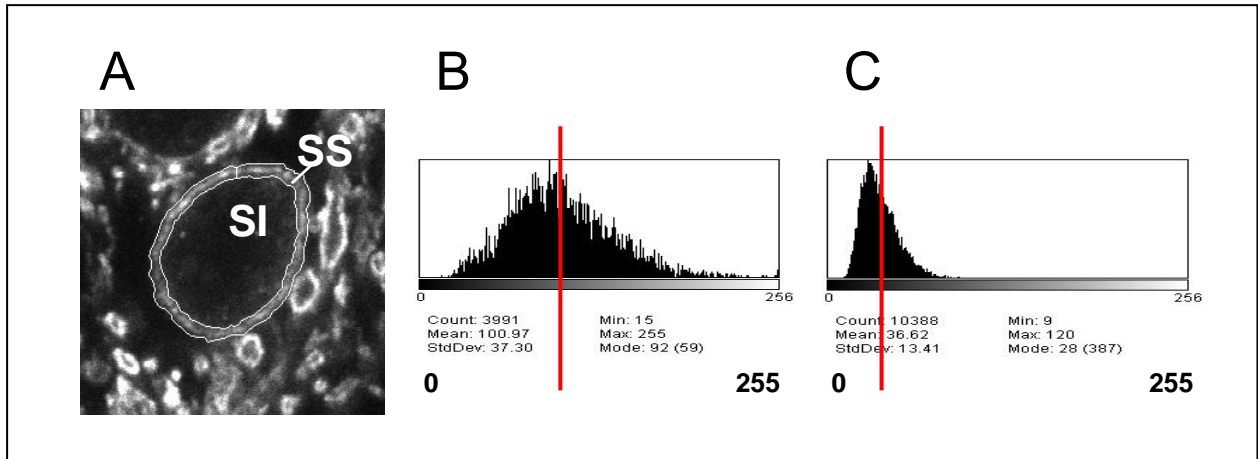 A
B
C
SS
SI
0
256
0
256
Count: 3991
Min: 15
Mean: 100.97
Max: 255
StdDev: 37.30
Mode: 92 (59)
Count: 10388
Min: 9
Mean: 36.62
Max: 120
StdDev: 13.41
Mode: 28 (387)
0
255
0
255